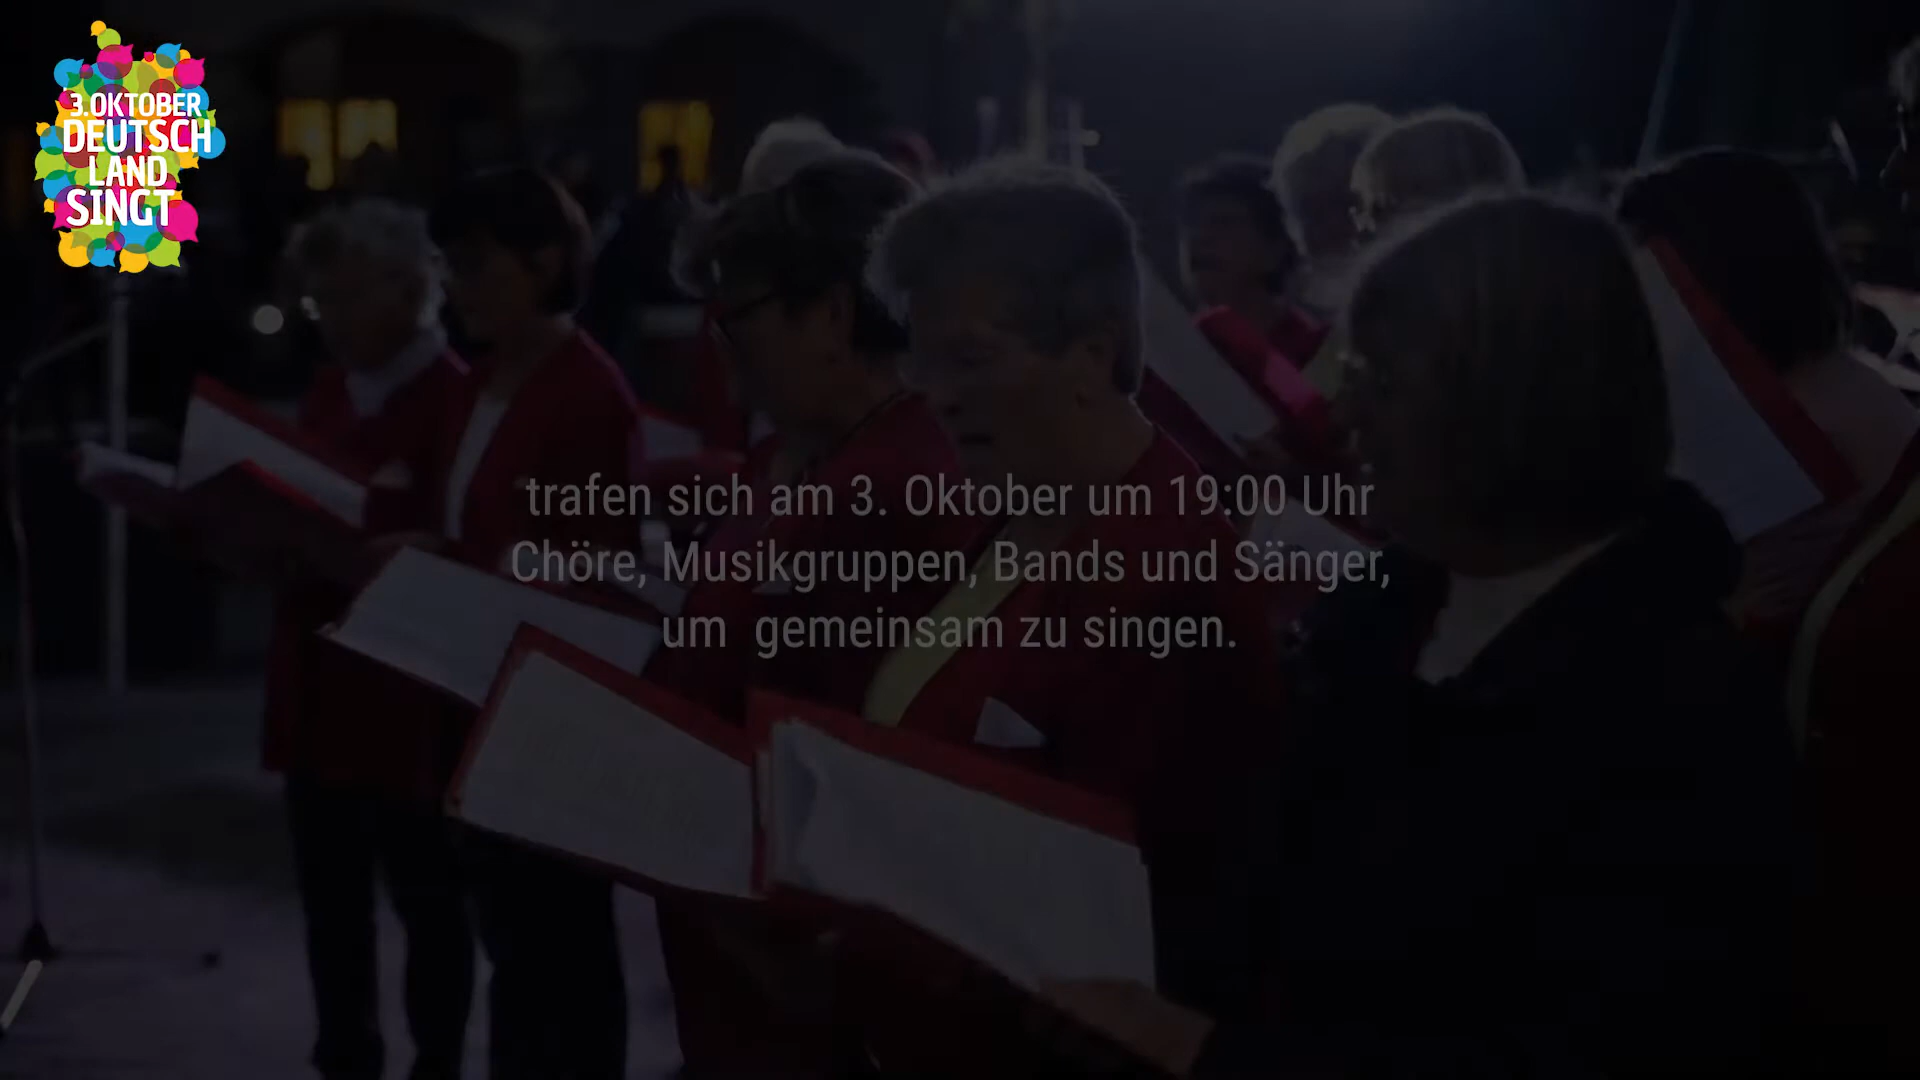 3.OKTOBER
DEUTSCH
LAND
SINGT
trafen sich am 3. Oktober um 19:00 Uhr
Chöre, Musikgruppen, Bands und Sänger,
um gemeinsam zu singen.